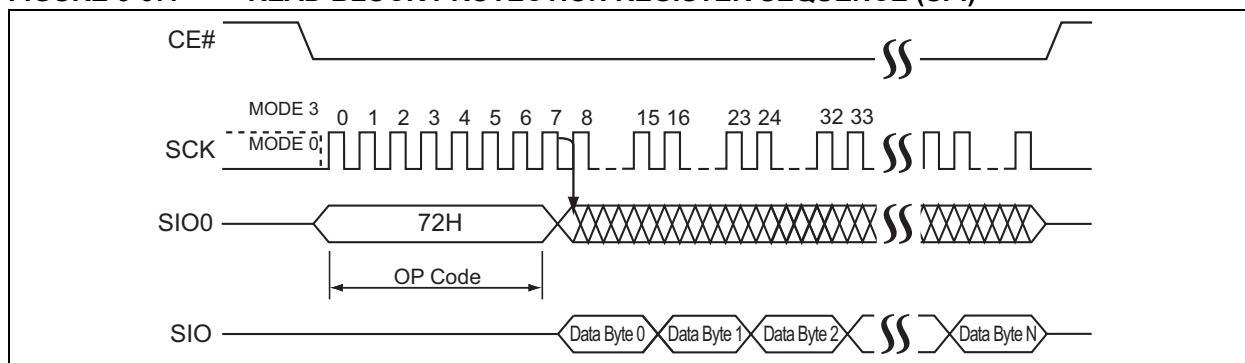 CE#
MODE 3
0 1 2 3 4 5 6 7 8 15 16 23 24 32 33
SCK
MODE 0
SIO0
72H
OP Code
SIO
Data Byte 0
Data Byte 1
Data Byte 2
Data Byte N